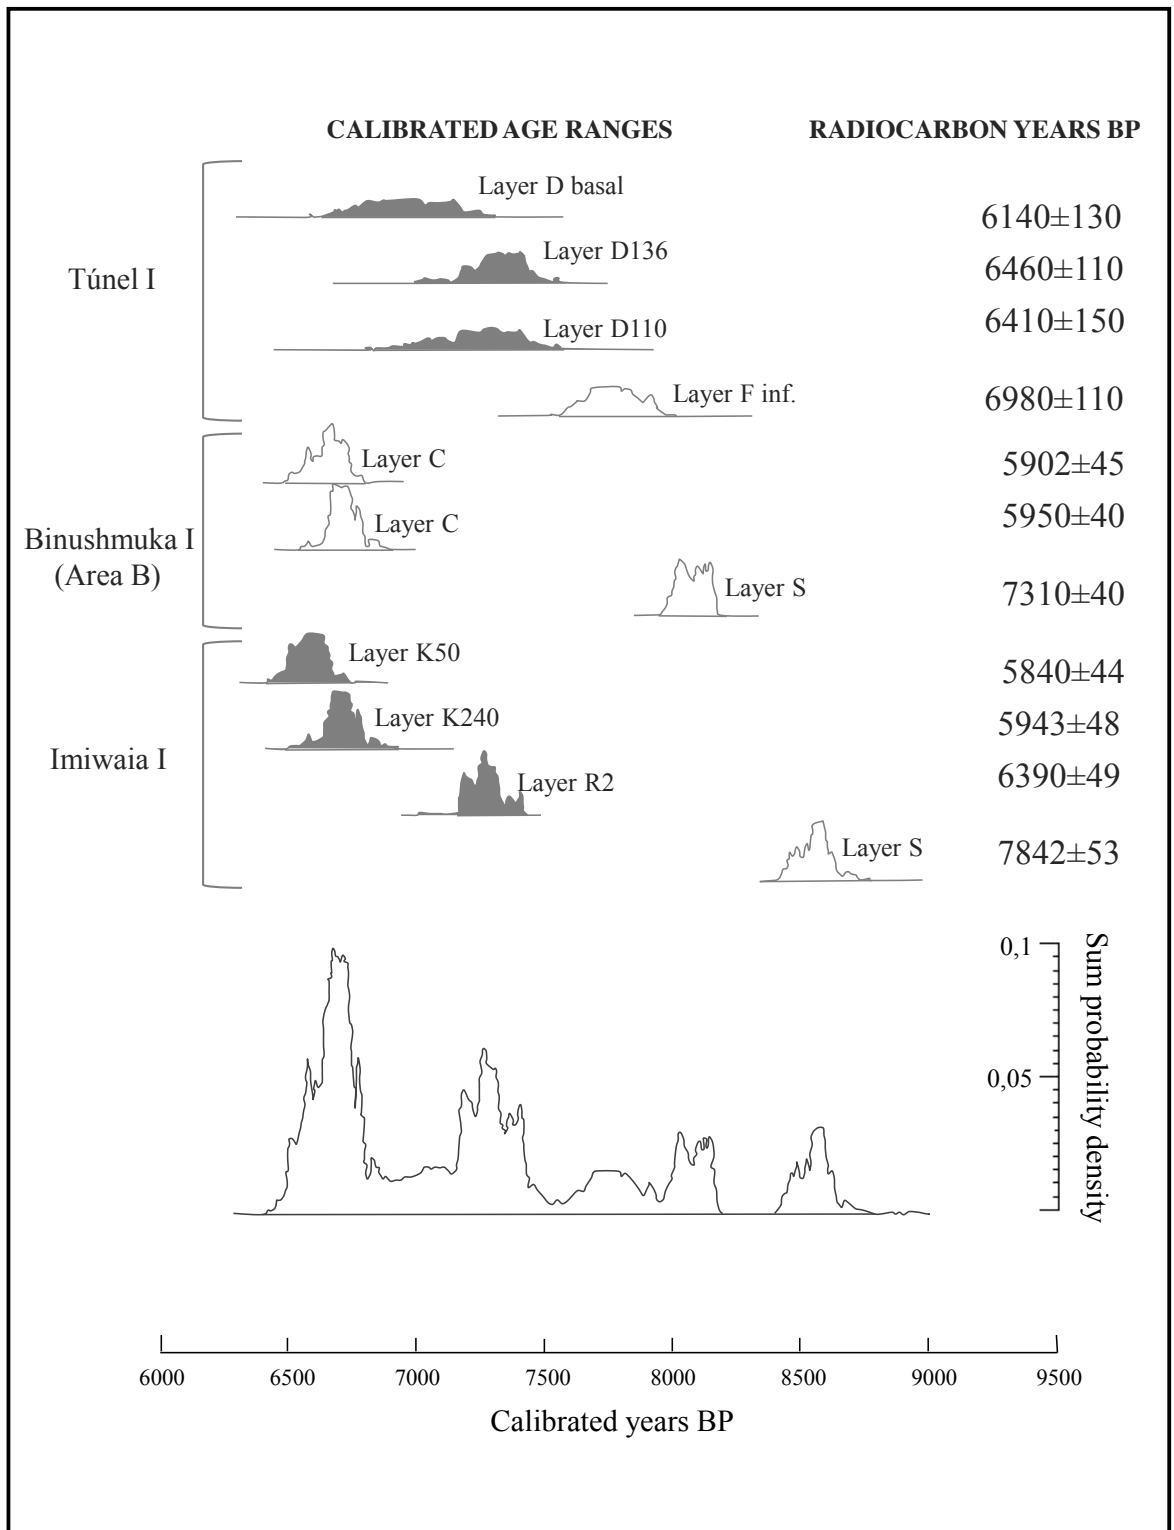 CALIBRATED AGE RANGES
RADIOCARBON YEARS BP
Túnel I
Layer D basal
6140±130
Layer D136
6460±110
Layer D110
6410±150
Layer F inf.
6980±110
Binushmuka I
(Area B)
Layer C
5902±45
Layer C
5950±40
Layer S
7310±40
Imiwaia I
Layer K50
5840±44
Layer K240
5943±48
Layer R2
6390±49
Layer S
7842±53
0,1
0,05
Sum probability density
6000 6500 7000 7500 8000 8500 9000 9500
Calibrated years BP